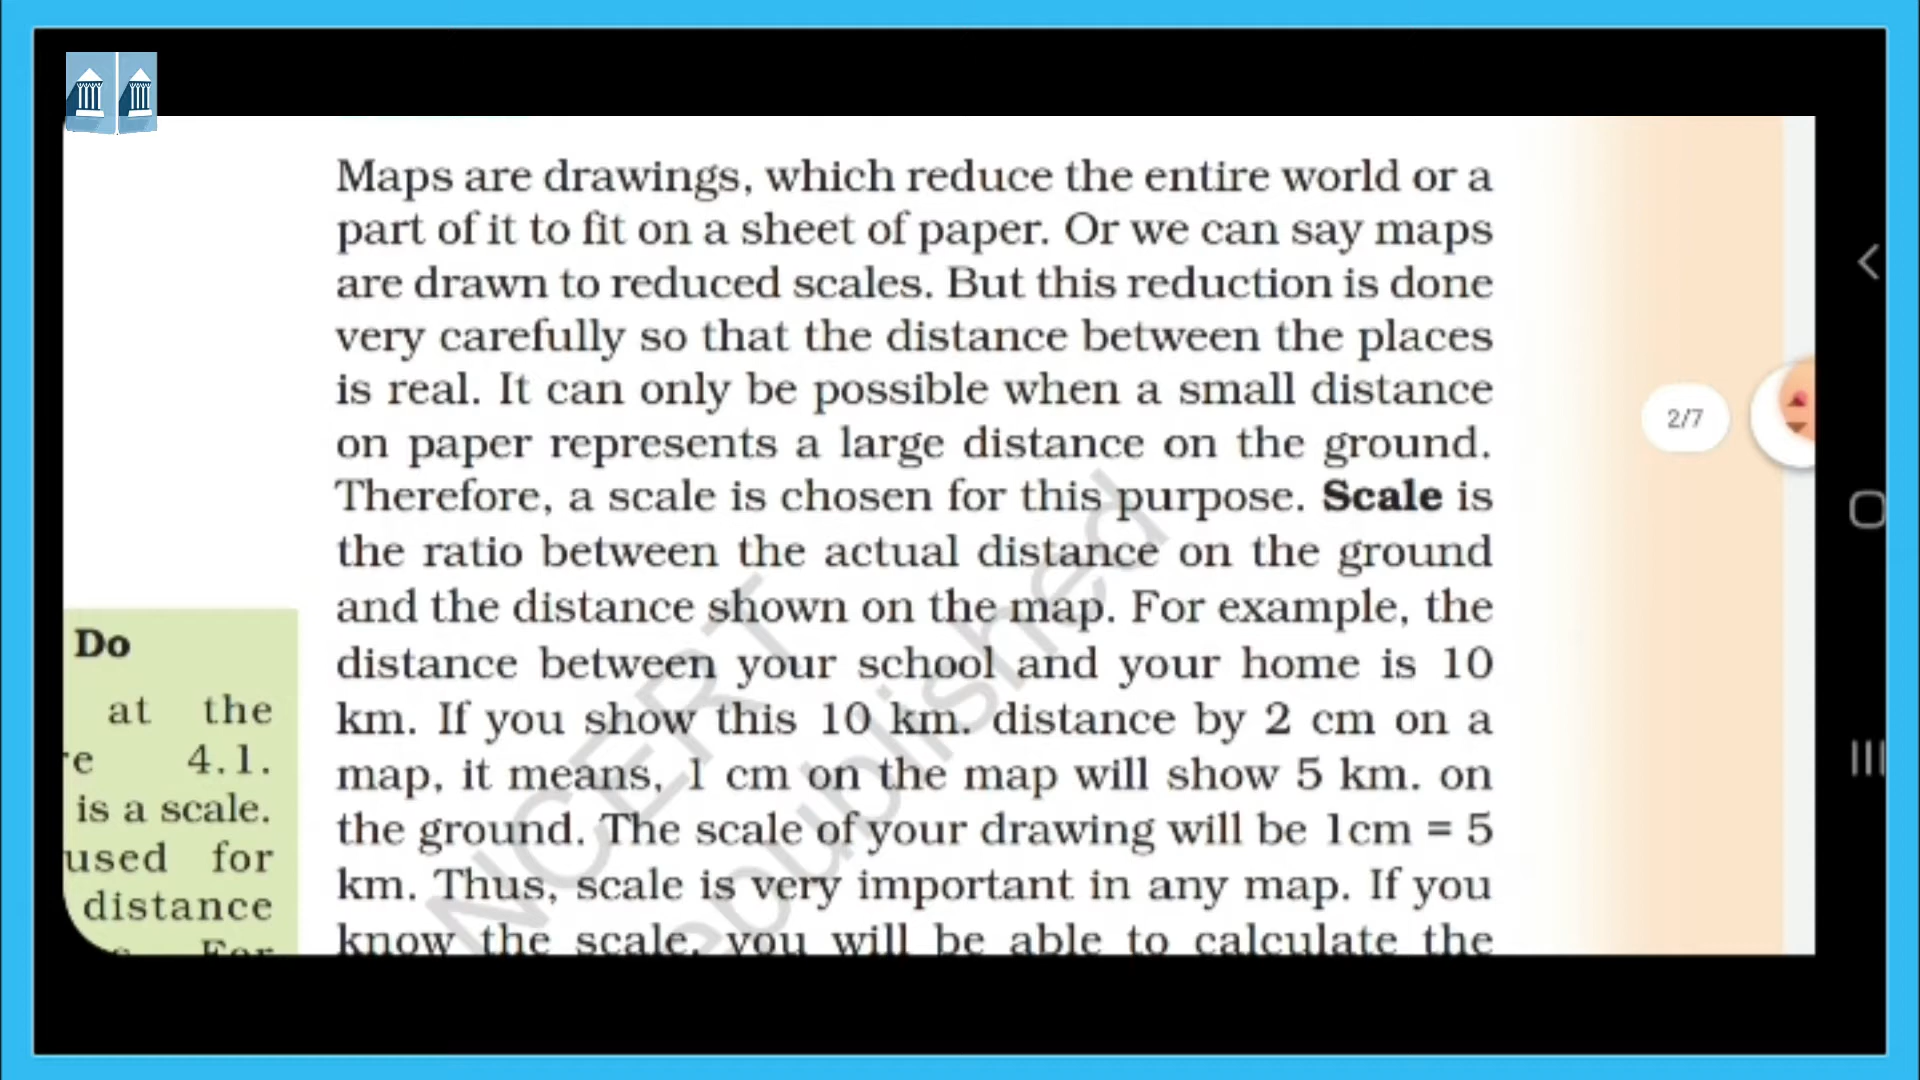 Maps are drawings, which reduce the entire world or a
part of it to fit on a sheet of paper. Or we can say maps
are drawn to reduced scales. But this reduction is done
very carefully so that the distance between the places
is real. It can only be possible when a small distance
on paper represents a large distance on the ground.
Therefore, a scale is chosen for this purpose. Scale is
the ratio between the actual distance on the ground
and the distance shown on the map. For example, the
distance between your school and your home is 10
km. If you show this 10 km. distance by 2 cm on a
map, it means, 1 cm on the map will show 5 km. on
the ground. The scale of your drawing will be 1cm = 5
km. Thus, scale is very important in any map. If you
know the scale, you will be able to calculate the
Do
at the
4.1.
is a scale.
used for
distance
For
2/7
NCERT
republished